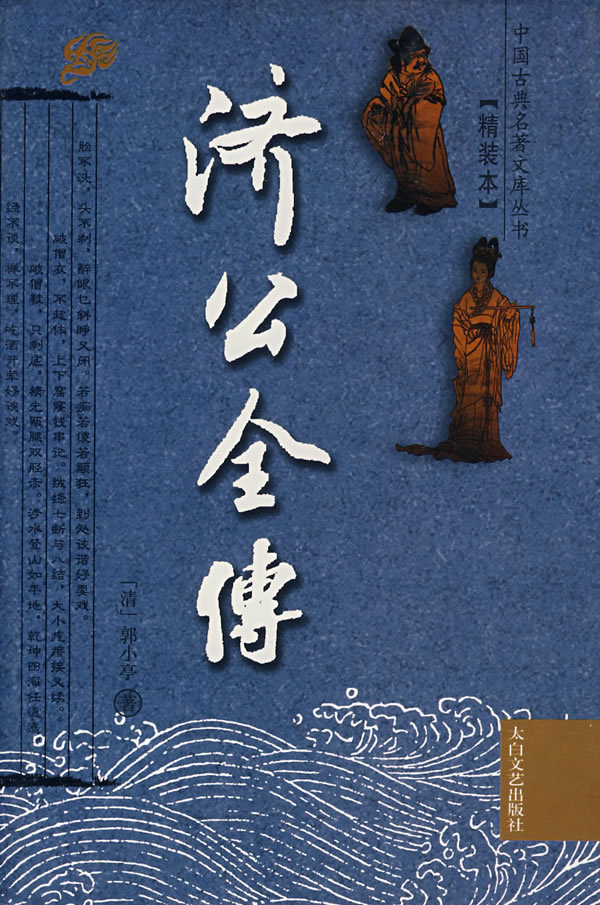 中国古典名著文库丛书
【精装本】
济公全傳
「清」郭小亭 著
脸不洗，头不剃，醉眼乜斜睁又闭。若痴若傻若颠狂，到处诙谐好耍戏。
破僧衣，不趁体，上下窟窿钱串记。绒绦七断与八结，大小疙瘩接又续。
破僧鞋，只剩底，腿双胫赤。涉水登山如平地，乾坤四海任逍遥。
经不谈，禅不理，吃酒开荤好诙戏。
太白文艺出版社